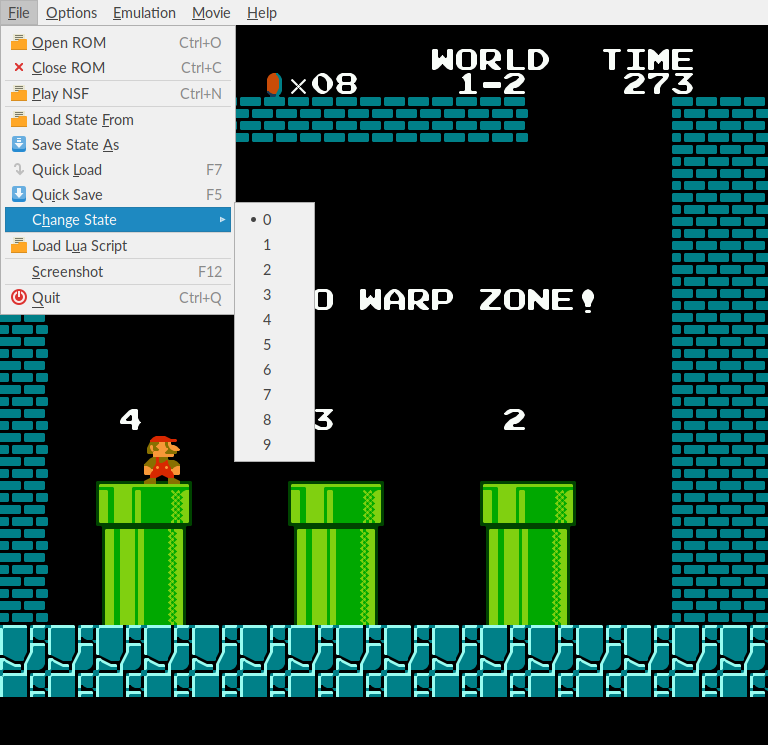 File Options Emulation Movie Help
Open ROM Ctrl+O
Close ROM Ctrl+C
Play NSF Ctrl+N
Load State From
Save State As
Quick Load F7
Quick Save F5
Change State
Load Lua Script
Screenshot F12
Quit Ctrl+Q
0
1
2
3
4
5
6
7
8
9
WORLD TIME
×08 1-2 273
O WARP ZONE!
4 3 2